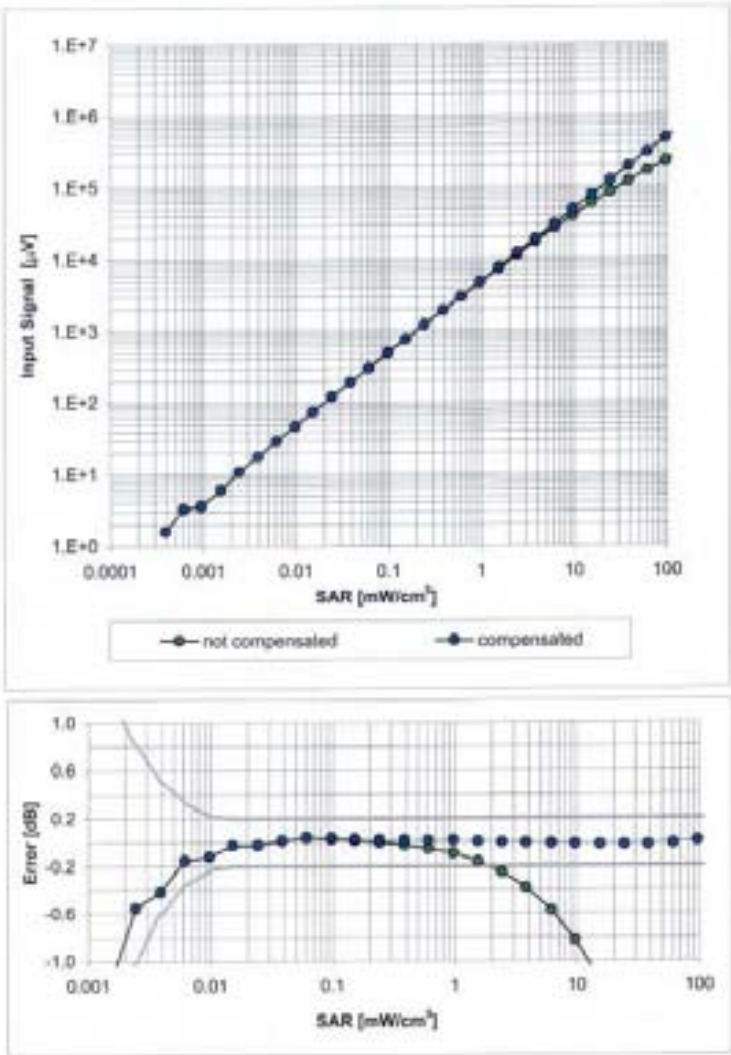 1.E+7
1.E+6
1.E+5
1.E+4
1.E+3
1.E+2
1.E+1
1.E+0
Input Signal [µV]
0.0001 0.001 0.01 0.1 1 10 100
SAR [mW/cm³]
not compensated compensated
1.0
0.6
0.2
-0.2
-0.6
-1.0
Error [dB]
0.001 0.01 0.1 1 10 100
SAR [mW/cm³]